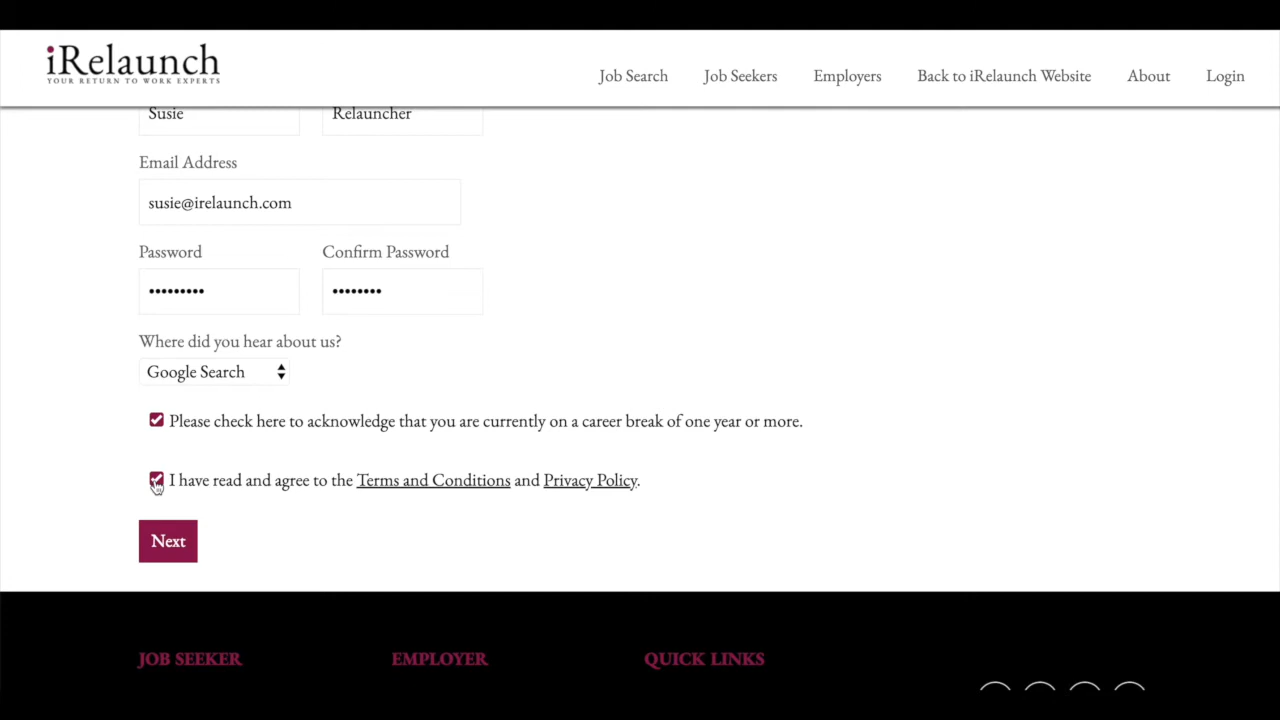 iRelaunch
YOUR RETURN TO WORK EXPERTS
Job Search Job Seekers Employers Back to iRelaunch Website About Login
Susie Relauncher
Email Address
susie@irelaunch.com
Password Confirm Password
••••••••• ••••••••
Where did you hear about us?
Google Search
Please check here to acknowledge that you are currently on a career break of one year or more.
I have read and agree to the Terms and Conditions and Privacy Policy.
Next
JOB SEEKER EMPLOYER QUICK LINKS